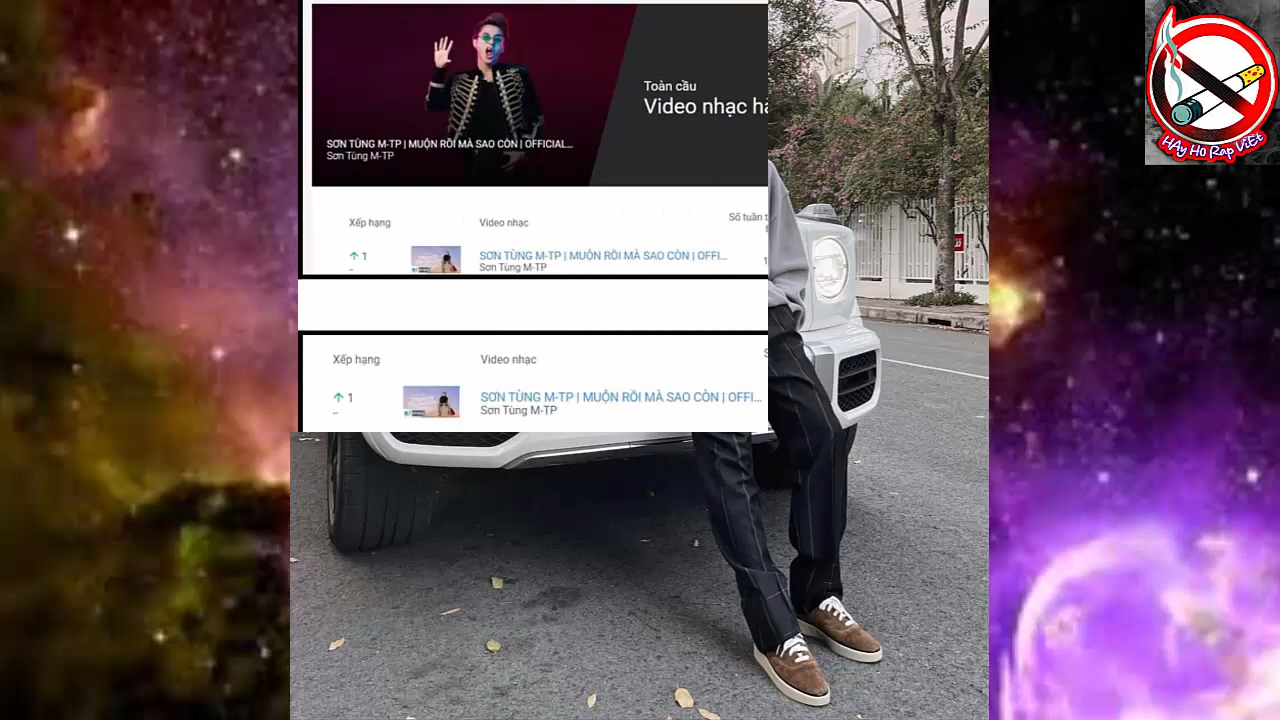 Toàn cầu
Video nhạc
SƠN TÙNG M-TP | MUỘN RỒI MÀ SAO CÒN | OFFICIAL...
Sơn Tùng M-TP
Xếp hạng
Video nhạc
Số tuần
1
SƠN TÙNG M-TP | MUỘN RỒI MÀ SAO CÒN | OFFI...
Sơn Tùng M-TP
Xếp hạng
Video nhạc
1
SƠN TÙNG M-TP | MUỘN RỒI MÀ SAO CÒN | OFFI...
Sơn Tùng M-TP
HAy Ho Rap ViEt